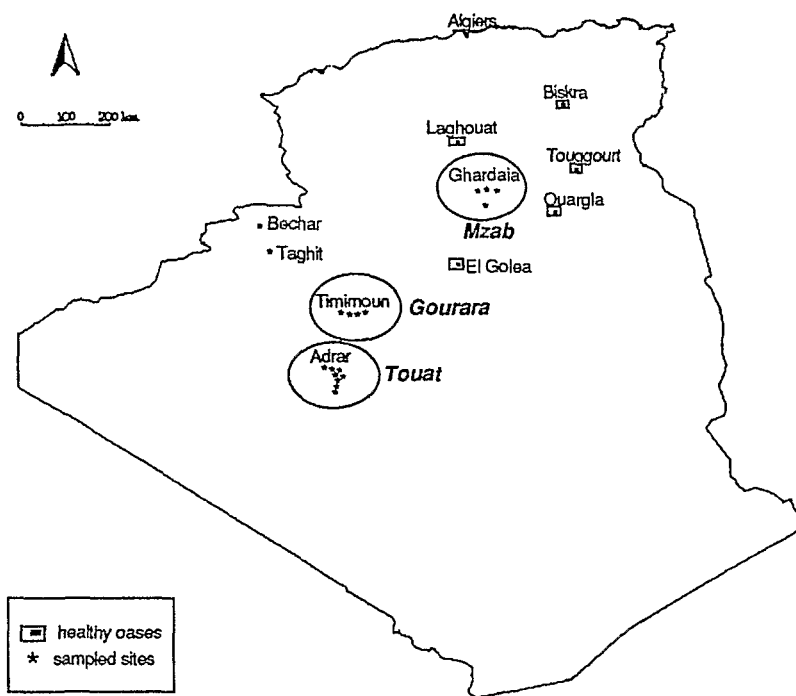 Algiers
0 100 200 km.
Biskra
Laghouat
Touggourt
Ghardaia
Ouargla
Mzab
Bechar
Taghit
El Golea
Timimoun
Gourara
Adrar
Touat
healthy oases
* sampled sites